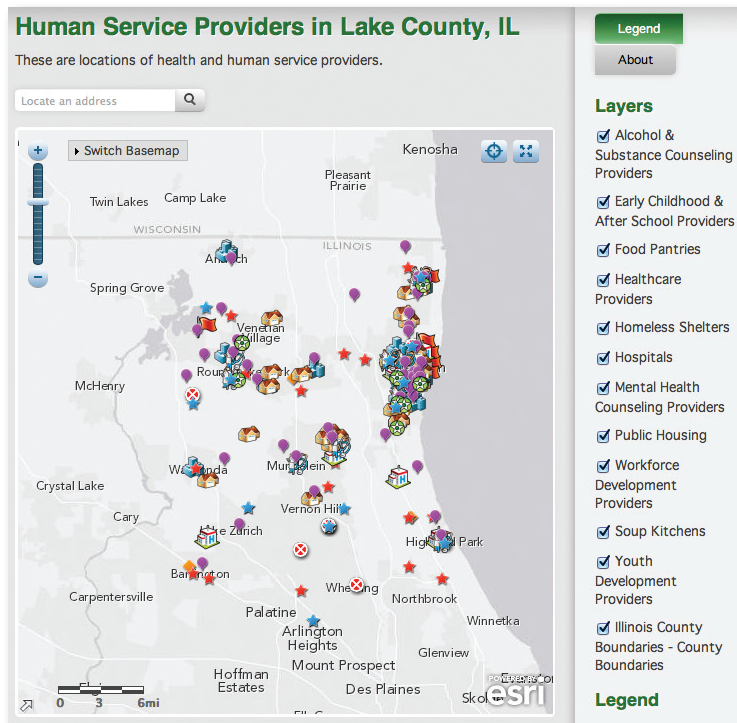 Human Service Providers in Lake County, IL
These are locations of health and human service providers.
Locate an address
Switch Basemap
Kenosha
Pleasant
Prairie
Twin Lakes
Camp Lake
WISCONSIN
ILLINOIS
Spring Grove
Venetian
Village
McHenry
Crystal Lake
Cary
Vernon Hills
Lake Zurich
Highland Park
Barrington
Wheeling
Carpentersville
Northbrook
Palatine
Winnetka
Arlington
Heights
Glenview
Mount Prospect
Hoffman
Estates
Des Plaines
Elgin
POWERED BY
esri
0 3 6mi
Legend
About
Layers
Alcohol &
Substance Counseling
Providers
Early Childhood &
After School Providers
Food Pantries
Healthcare
Providers
Homeless Shelters
Hospitals
Mental Health
Counseling Providers
Public Housing
Workforce
Development
Providers
Soup Kitchens
Youth
Development
Providers
Illinois County
Boundaries - County
Boundaries
Legend